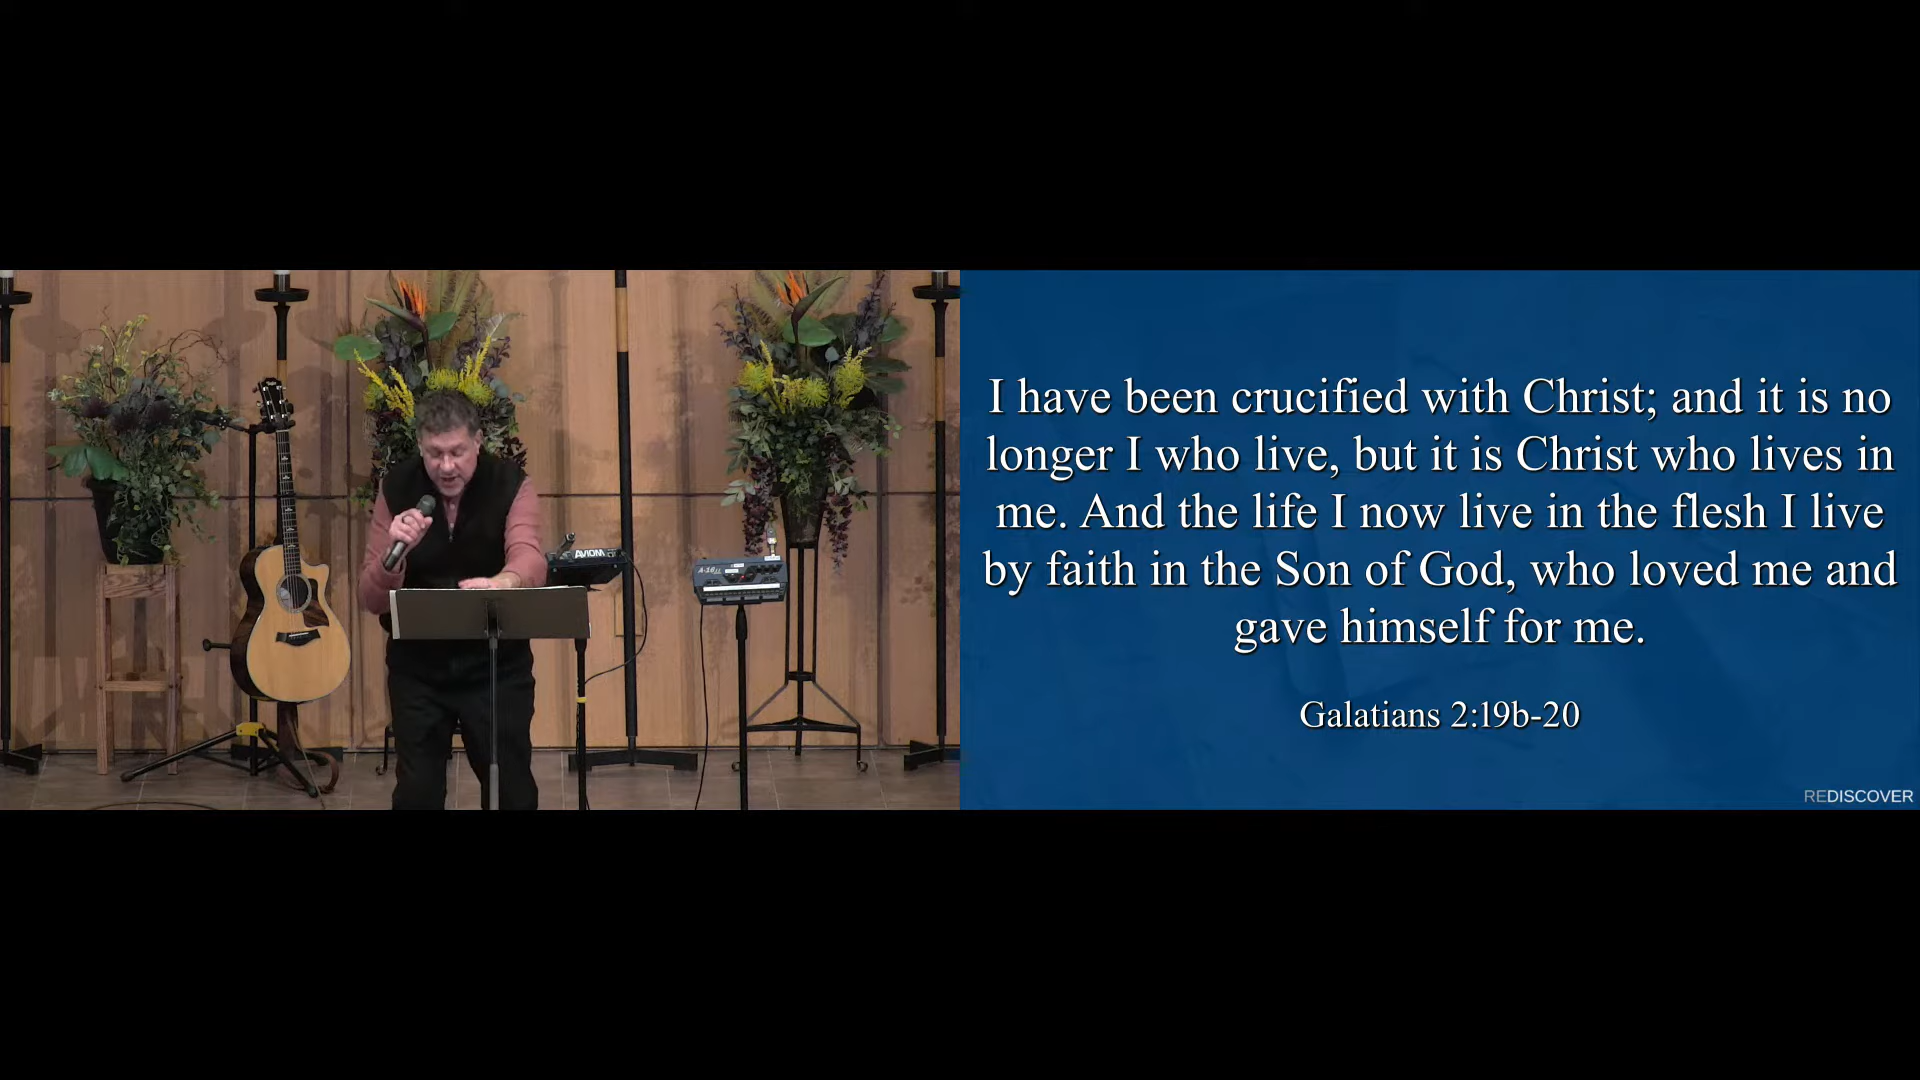 Taylor
AVIOM
A-16II
I have been crucified with Christ; and it is no
longer I who live, but it is Christ who lives in
me. And the life I now live in the flesh I live
by faith in the Son of God, who loved me and
gave himself for me.
Galatians 2:19b-20
REDISCOVER